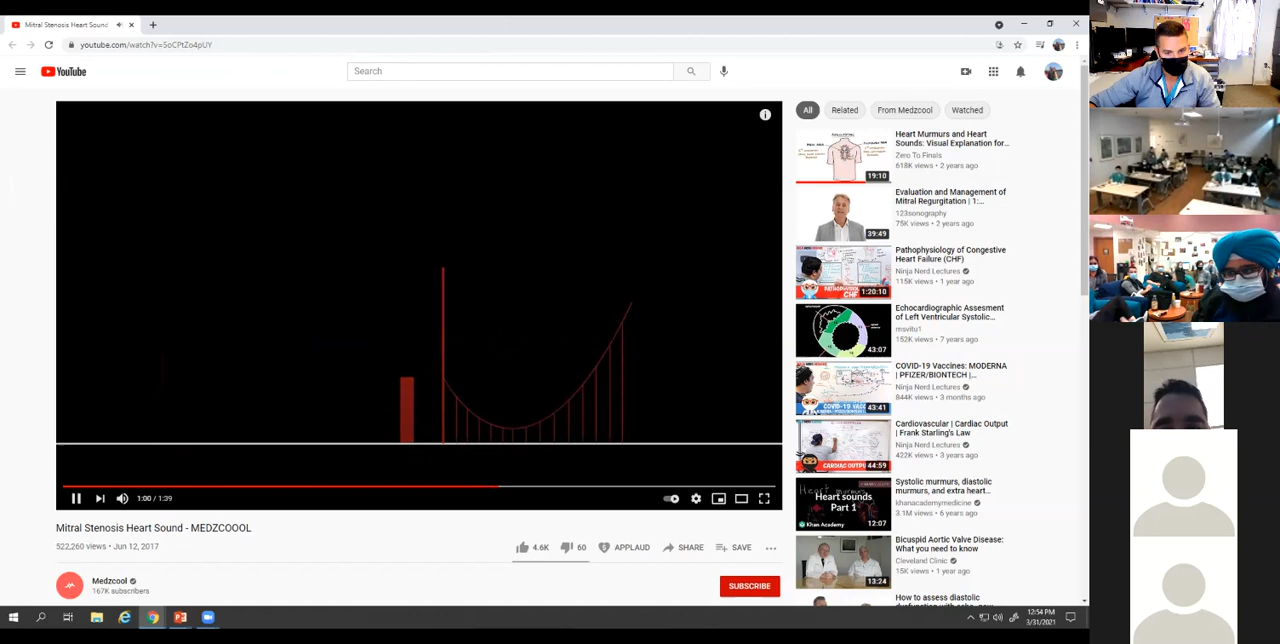 Mitral Stenosis Heart Sound
youtube.com/watch?v=5oCPtZo4pUY
YouTube
Search
All
Related
From Medzcool
Watched
Heart Murmurs and Heart
Sounds: Visual Explanation for...
Zero To Finals
618K views • 2 years ago
19:10
Evaluation and Management of
Mitral Regurgitation | 1:...
123sonography
75K views • 2 years ago
39:49
Pathophysiology of Congestive
Heart Failure (CHF)
Ninja Nerd Lectures
115K views • 1 year ago
1:20:10
Echocardiographic Assesment
of Left Ventricular Systolic...
msvitu1
152K views • 7 years ago
43:07
COVID-19 Vaccines: MODERNA
| PFIZER/BIONTECH |...
Ninja Nerd Lectures
844K views • 3 months ago
43:41
Cardiovascular | Cardiac Output
| Frank Starling's Law
Ninja Nerd Lectures
422K views • 3 years ago
CARDIAC OUTPU
44:59
Systolic murmurs, diastolic
murmurs, and extra heart...
khanacademymedicine
3.1M views • 6 years ago
Heart sounds
Part 1
Khan Academy
12:07
Bicuspid Aortic Valve Disease:
What you need to know
Cleveland Clinic
15K views • 1 year ago
13:24
How to assess diastolic
1:00 / 1:39
Mitral Stenosis Heart Sound - MEDZCOOOL
522,260 views • Jun 12, 2017
4.6K
60
APPLAUD
SHARE
SAVE
Medzcool
167K subscribers
SUBSCRIBE
12:54 PM
3/31/2021